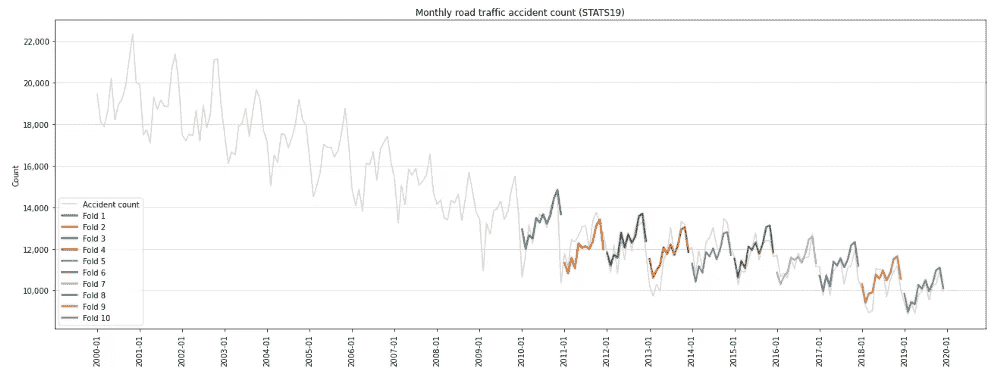 Monthly road traffic accident count (STATS19)
22,000
20,000
18,000
16,000
14,000
12,000
10,000
Count
Accident count
Fold 1
Fold 2
Fold 3
Fold 4
Fold 5
Fold 6
Fold 7
Fold 8
Fold 9
Fold 10
2000-01
2001-01
2002-01
2003-01
2004-01
2005-01
2006-01
2007-01
2008-01
2009-01
2010-01
2011-01
2012-01
2013-01
2014-01
2015-01
2016-01
2017-01
2018-01
2019-01
2020-01